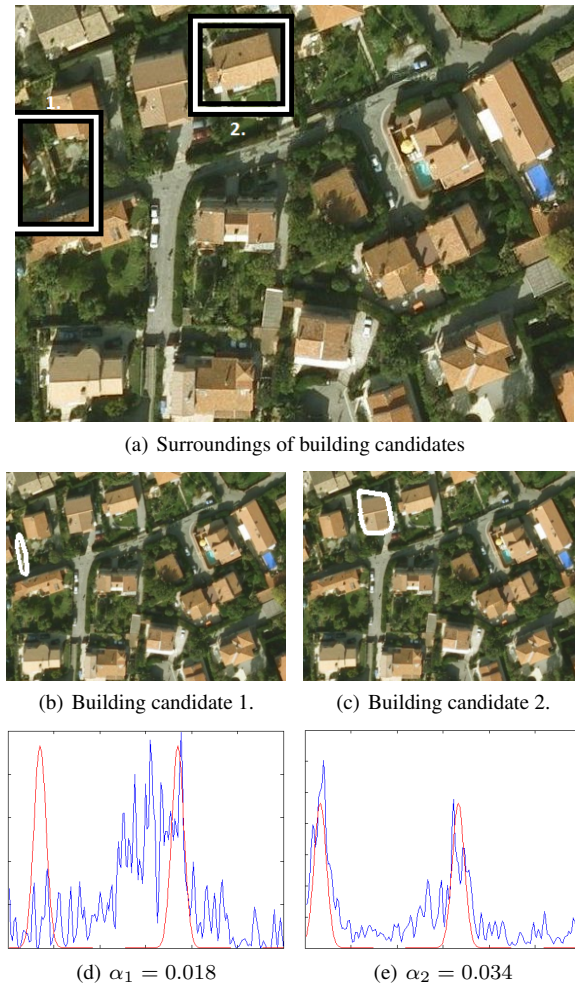 1.
2.
(a) Surroundings of building candidates
(b) Building candidate 1.
(c) Building candidate 2.
(d) α₁ = 0.018
(e) α₂ = 0.034